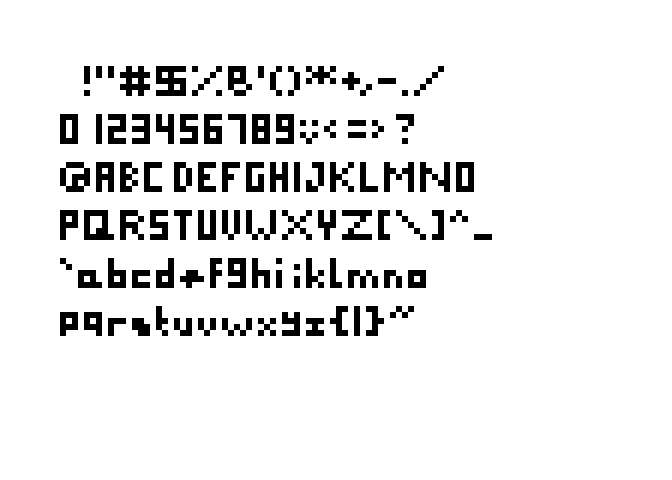 !"#$%&'()*+,-./
0123456789:;<=>?
@ABCDEFGHIJKLMNO
PQRSTUVWXYZ[\]^_
`abcdefghijklmno
pqrstuvwxyz{|}~